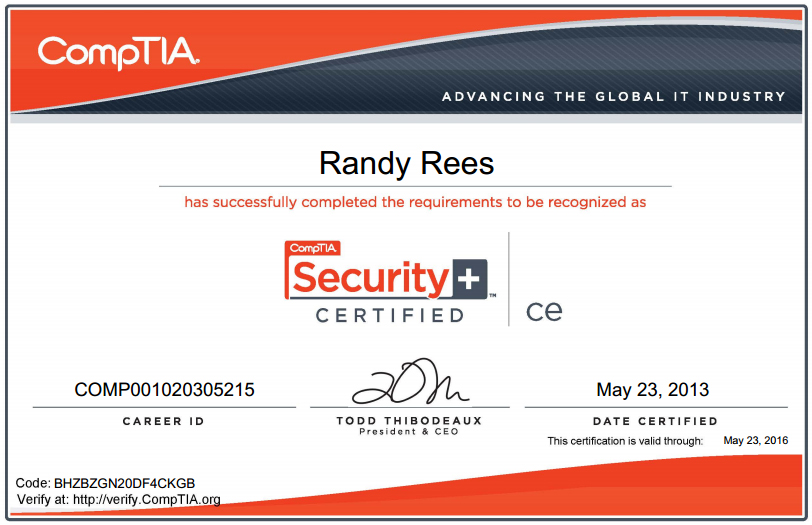 CompTIA.
ADVANCING THE GLOBAL IT INDUSTRY
Randy Rees
has successfully completed the requirements to be recognized as
CompTIA
Security+™
CERTIFIED
ce
COMP001020305215
CAREER ID
TODD THIBODEAUX
President & CEO
May 23, 2013
DATE CERTIFIED
This certification is valid through: May 23, 2016
Code: BHZBZGN20DF4CKGB
Verify at: http://verify.CompTIA.org